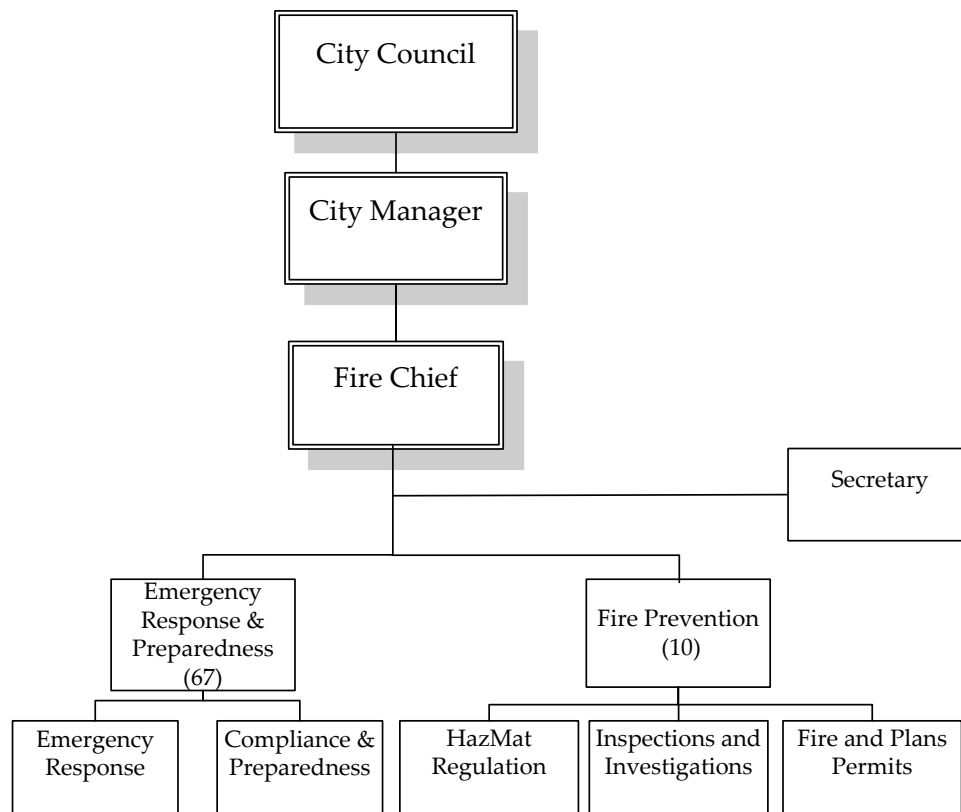 City Council
City Manager
Fire Chief
Secretary
Emergency
Response &
Preparedness
(67)
Fire Prevention
(10)
Emergency
Response
Compliance &
Preparedness
HazMat
Regulation
Inspections and
Investigations
Fire and Plans
Permits